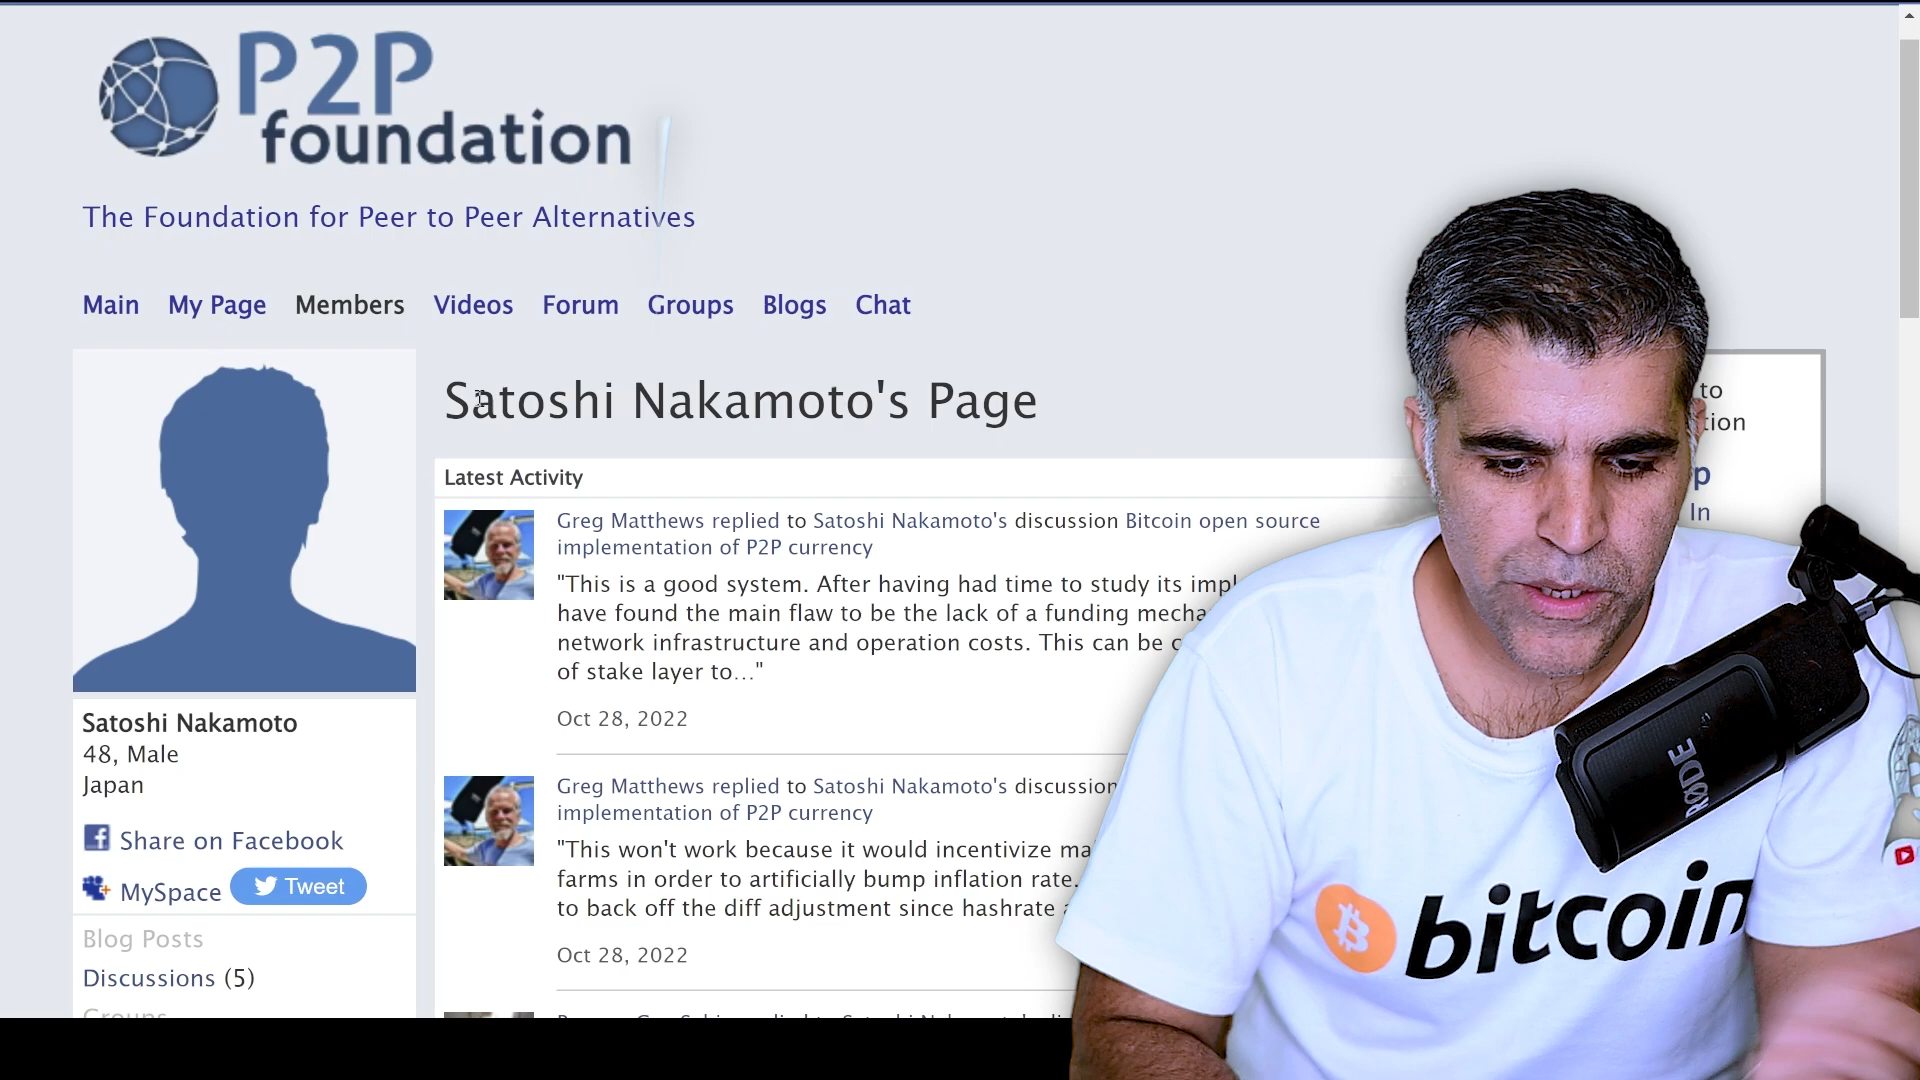 P2P
foundation
The Foundation for Peer to Peer Alternatives
Main My Page Members Videos Forum Groups Blogs Chat
Satoshi Nakamoto's Page
to
Latest Activity
In
Greg Matthews replied to Satoshi Nakamoto's discussion Bitcoin open source
implementation of P2P currency
"This is a good system. After having had time to study its
have found the main flaw to be the lack of a funding
network infrastructure and operation costs. This can be
of stake layer to…"
Oct 28, 2022
Satoshi Nakamoto
48, Male
Japan
Share on Facebook
MySpace Tweet
Blog Posts
Discussions (5)
Groups
Greg Matthews replied to Satoshi Nakamoto's discussion
implementation of P2P currency
"This won't work because it would incentivize
farms in order to artificially bump inflation rate.
to back off the diff adjustment since hashrate
Oct 28, 2022
RØDE
bitcoin